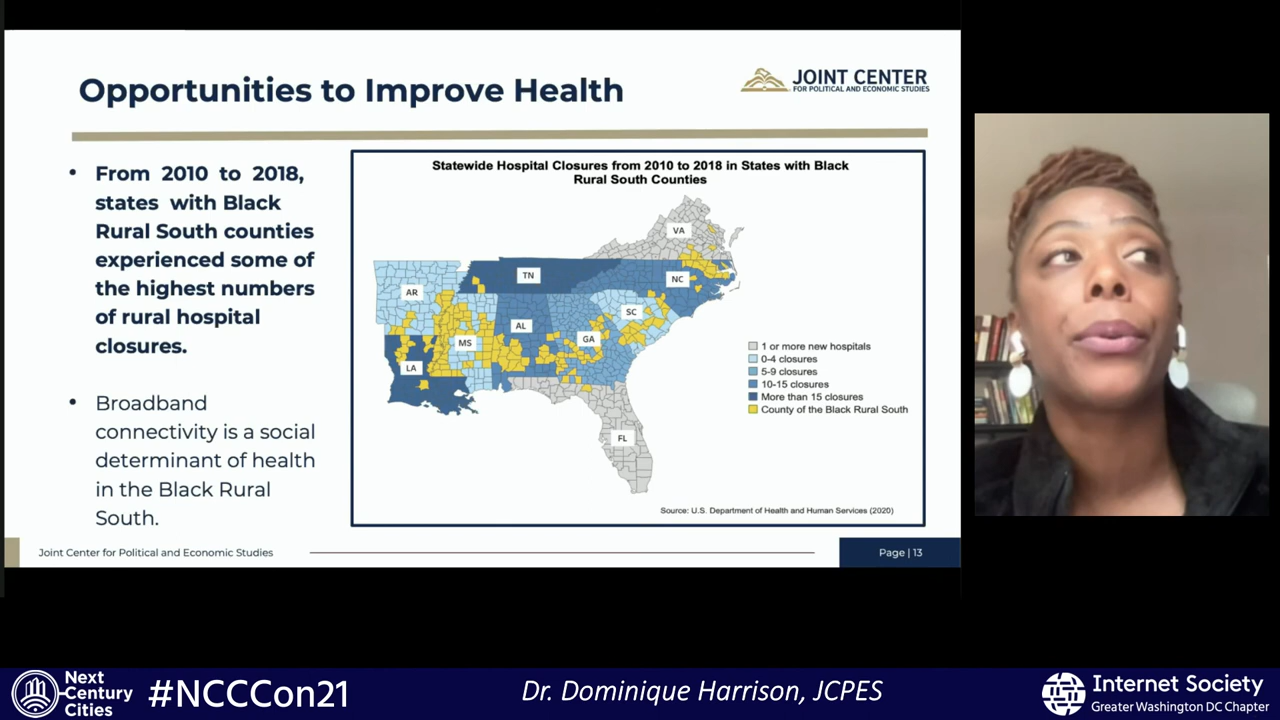 Opportunities to Improve Health
JOINT CENTER
FOR POLITICAL AND ECONOMIC STUDIES
• From 2010 to 2018,
states with Black
Rural South counties
experienced some of
the highest numbers
of rural hospital
closures.
• Broadband
connectivity is a social
determinant of health
in the Black Rural
South.
Statewide Hospital Closures from 2010 to 2018 in States with Black
Rural South Counties
VA
TN
NC
AR
SC
AL
GA
MS
LA
FL
1 or more new hospitals
0-4 closures
5-9 closures
10-15 closures
More than 15 closures
County of the Black Rural South
Source: U.S. Department of Health and Human Services (2020)
Joint Center for Political and Economic Studies
Page | 13
Next
Century
Cities
#NCCCon21
Dr. Dominique Harrison, JCPES
Internet Society
Greater Washington DC Chapter